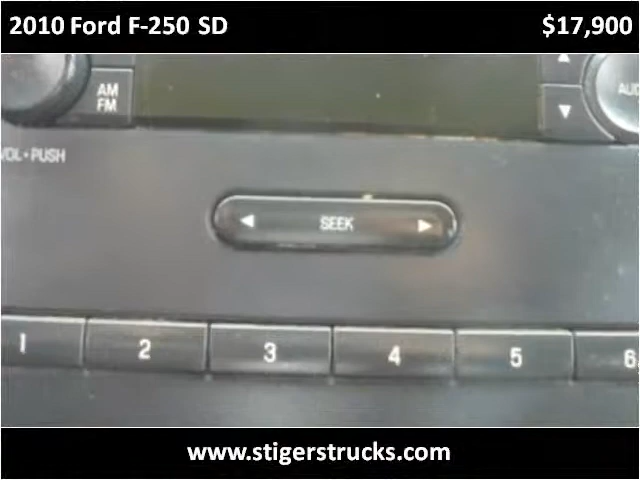 2010 Ford F-250 SD $17,900
AM
FM
AUD
VOL • PUSH
SEEK
1 2 3 4 5 6
www.stigerstrucks.com